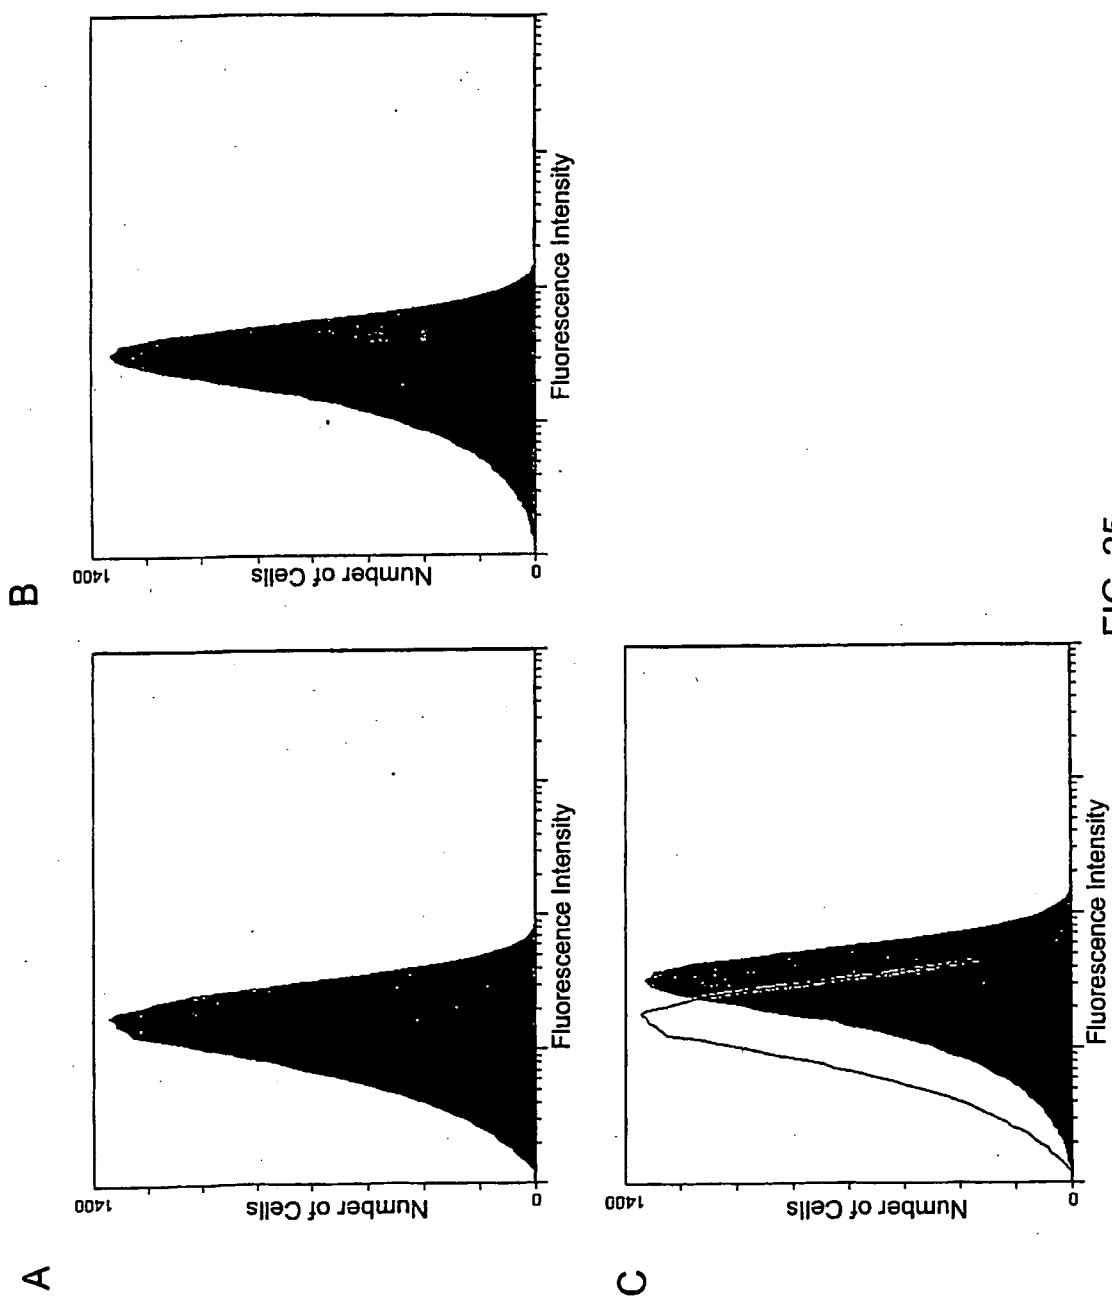 A
1400
Number of Cells
0
Fluorescence Intensity
B
1400
Number of Cells
0
Fluorescence Intensity
C
1400
Number of Cells
0
Fluorescence Intensity
FIG.